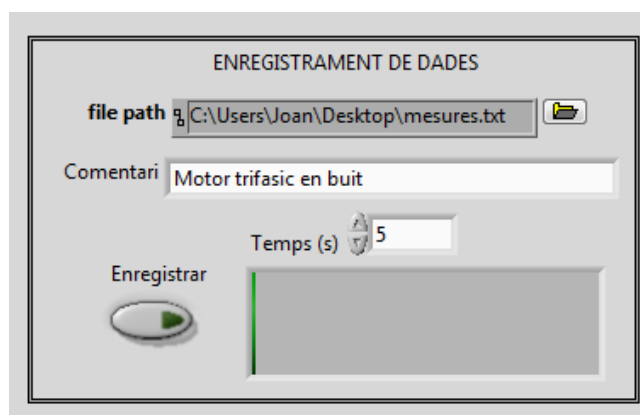 ENREGISTRAMENT DE DADES
file path C:\Users\Joan\Desktop\mesures.txt
Comentari Motor trifasic en buit
Temps (s) 5
Enregistrar